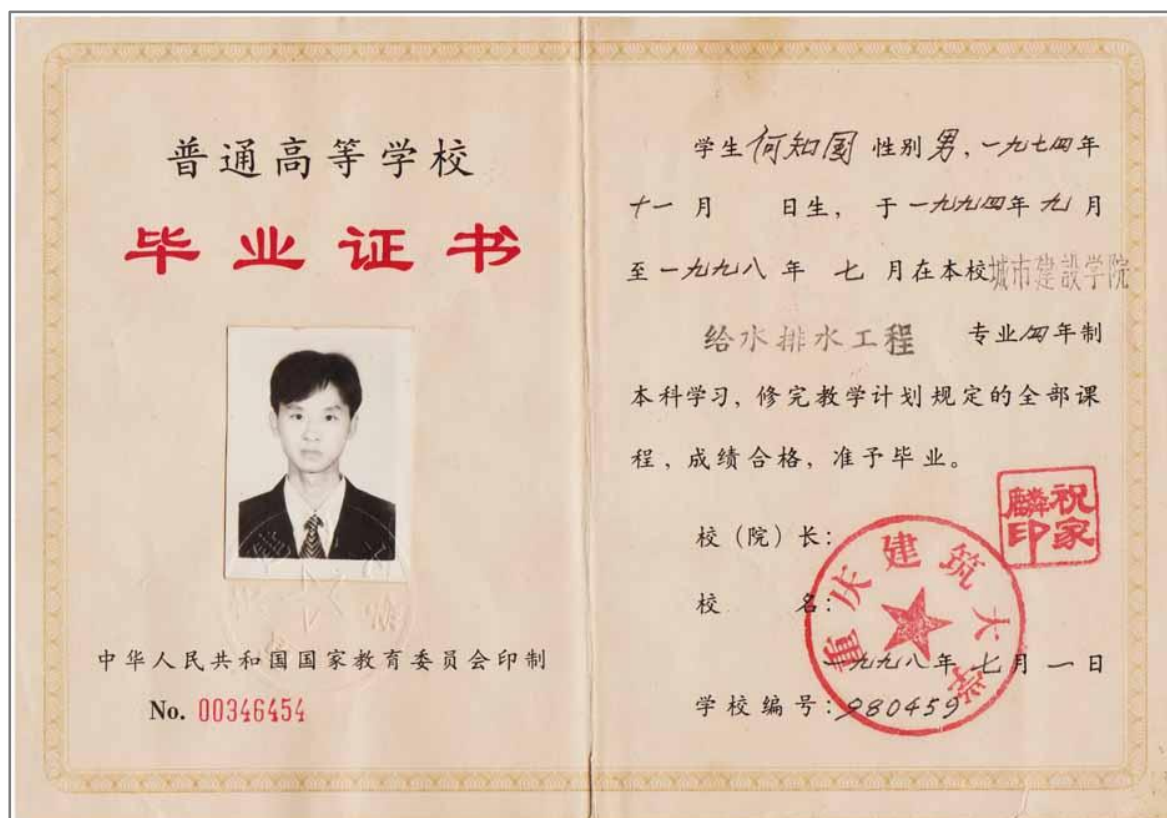 普通高等学校
毕业证书
中华人民共和国国家教育委员会印制
No. 00346454
学生何知国 性别男，一九七四年
十一月 日生，于一九九四年九月
至一九九八年 七 月在本校城市建設学院
给水排水工程 专业四年制
本科学习，修完教学计划规定的全部课
程，成绩合格，准予毕业。
校（院）长：
祝家麟印
校 名：
重庆建筑大学
一九九八年 七月 一日
学校编号：980459